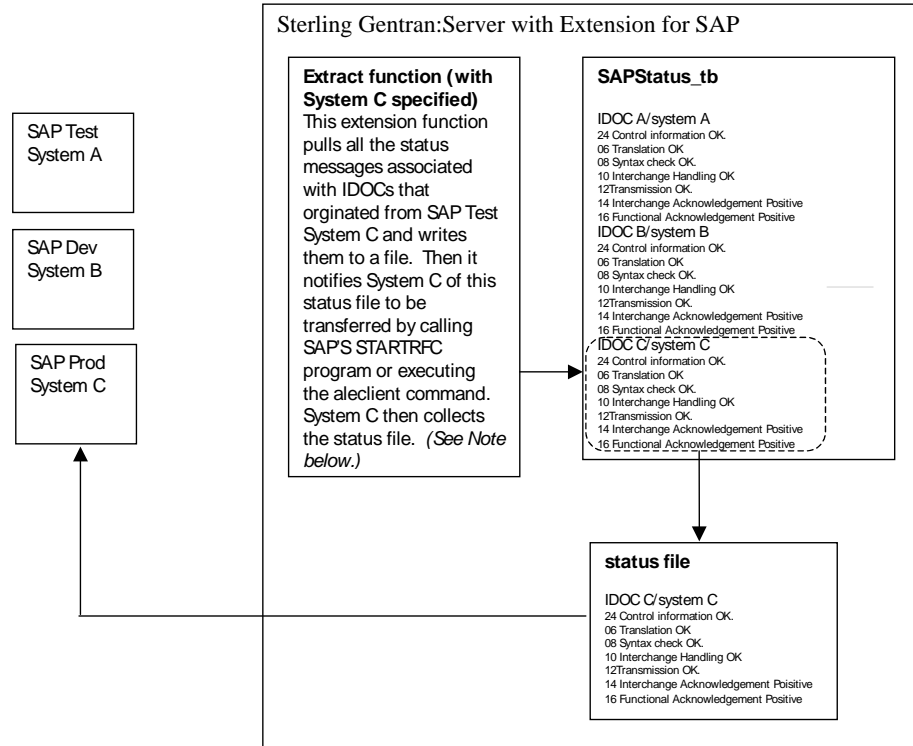 Sterling Gentran:Server with Extension for SAP
SAP Test
System A
SAP Dev
System B
SAP Prod
System C
Extract function (with
System C specified)
This extension function
pulls all the status
messages associated
with IDOCs that
orginated from SAP Test
System C and writes
them to a file. Then it
notifies System C of this
status file to be
transferred by calling
SAP'S STARTRFC
program or executing
the aleclient command.
System C then collects
the status file. (See Note
below.)
SAPStatus_tb
IDOC A/system A
24 Control information OK.
06 Translation OK
08 Syntax check OK.
10 Interchange Handling OK
12Transmission OK.
14 Interchange Acknowledgement Positive
16 Functional Acknowledgement Positive
IDOC B/system B
24 Control information OK.
06 Translation OK
08 Syntax check OK.
10 Interchange Handling OK
12Transmission OK.
14 Interchange Acknowledgement Positive
16 Functional Acknowledgement Positive
IDOC C/system C
24 Control information OK.
06 Translation OK
08 Syntax check OK.
10 Interchange Handling OK
12Transmission OK.
14 Interchange Acknowledgement Positive
16 Functional Acknowledgement Positive
status file
IDOC C/system C
24 Control information OK.
06 Translation OK
08 Syntax check OK.
10 Interchange Handling OK
12Transmission OK.
14 Interchange Acknowledgement Poisitive
16 Functional Acknowledgement Positive